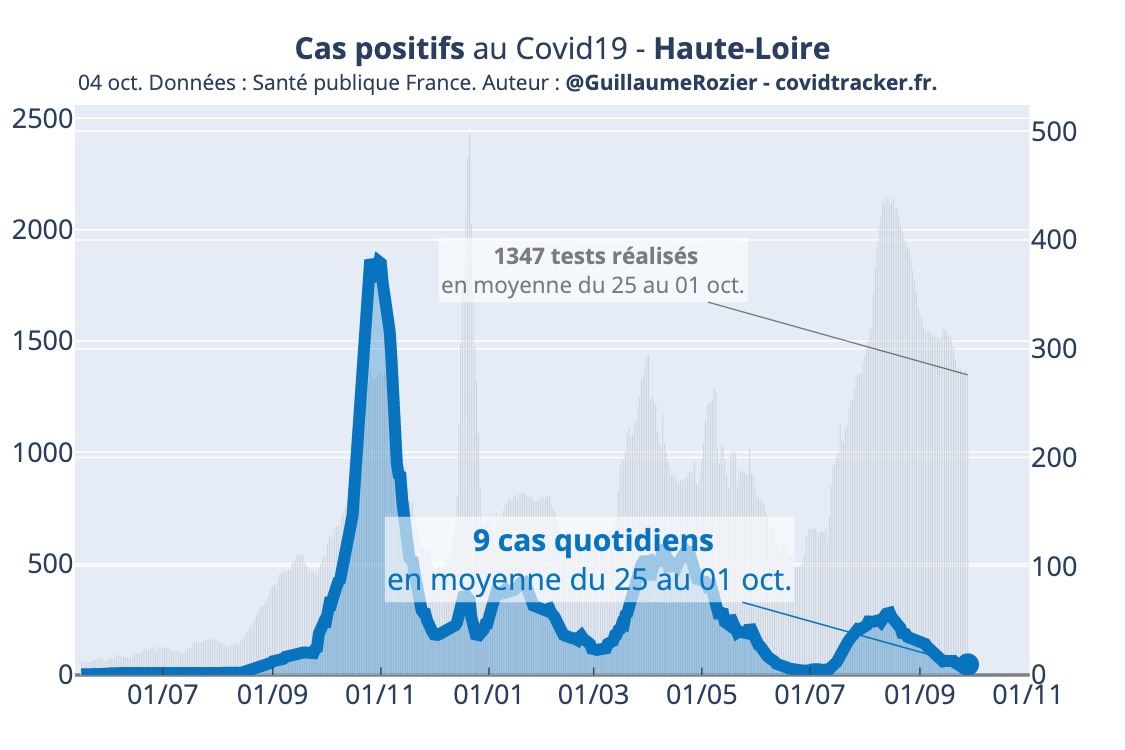 Cas positifs au Covid19 - Haute-Loire
04 oct. Données : Santé publique France. Auteur : @GuillaumeRozier - covidtracker.fr.
2500
2000
1500
1000
500
0
500
400
300
200
100
0
1347 tests réalisés
en moyenne du 25 au 01 oct.
9 cas quotidiens
en moyenne du 25 au 01 oct.
01/07 01/09 01/11 01/01 01/03 01/05 01/07 01/09 01/11